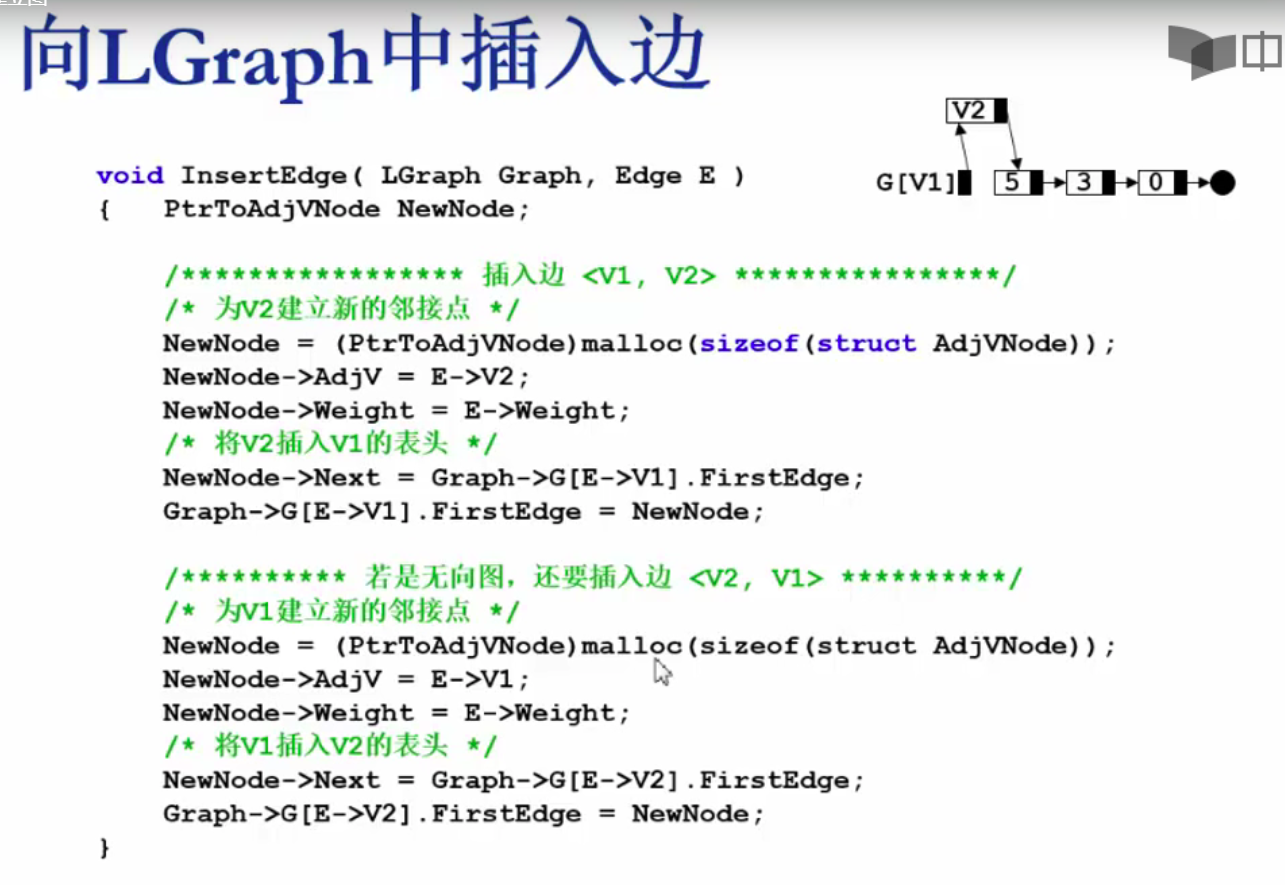 向LGraph中插入边
V2
G[V1] 5 3 0
void InsertEdge( LGraph Graph, Edge E )
{ PtrToAdjVNode NewNode;
/***************** 插入边 <V1, V2> ****************/
/* 为V2建立新的邻接点 */
NewNode = (PtrToAdjVNode)malloc(sizeof(struct AdjVNode));
NewNode->AdjV = E->V2;
NewNode->Weight = E->Weight;
/* 将V2插入V1的表头 */
NewNode->Next = Graph->G[E->V1].FirstEdge;
Graph->G[E->V1].FirstEdge = NewNode;
/********** 若是无向图，还要插入边 <V2, V1> **********/
/* 为V1建立新的邻接点 */
NewNode = (PtrToAdjVNode)malloc(sizeof(struct AdjVNode));
NewNode->AdjV = E->V1;
NewNode->Weight = E->Weight;
/* 将V1插入V2的表头 */
NewNode->Next = Graph->G[E->V2].FirstEdge;
Graph->G[E->V2].FirstEdge = NewNode;
}
中